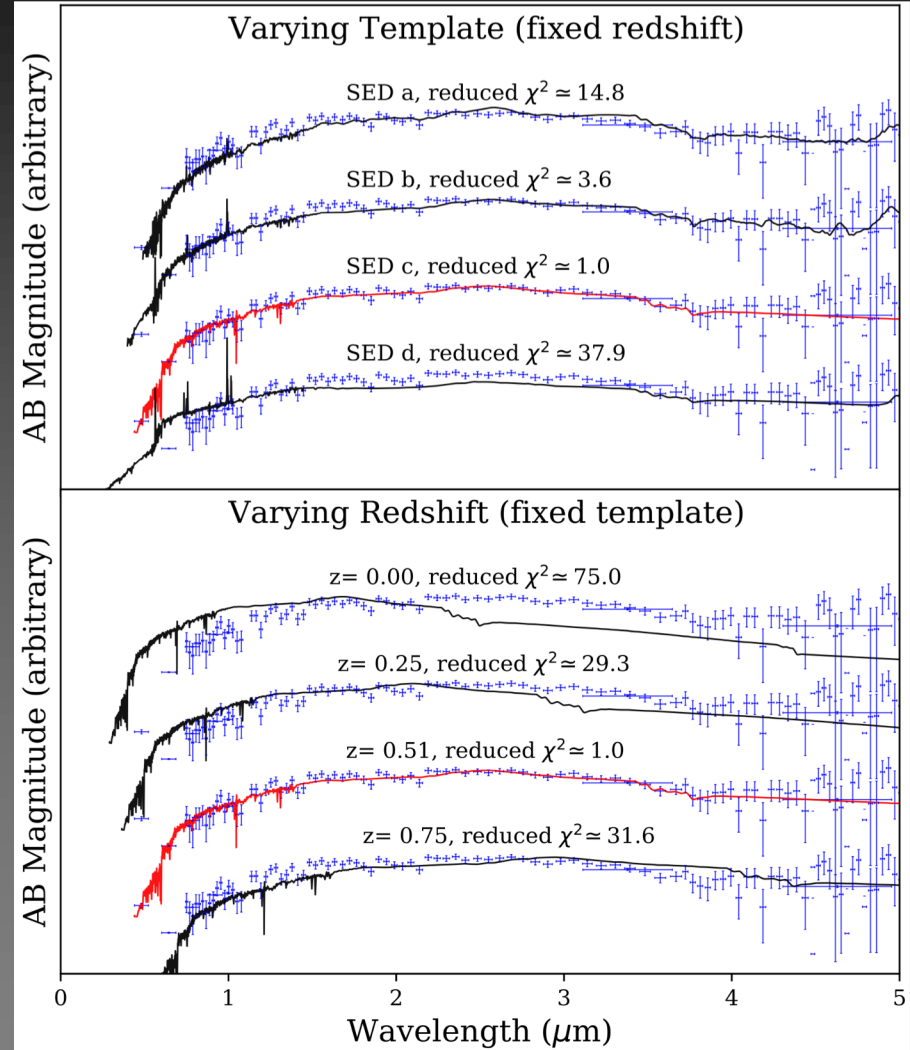 Varying Template (fixed redshift)
SED a, reduced χ² ≃ 14.8
SED b, reduced χ² ≃ 3.6
SED c, reduced χ² ≃ 1.0
SED d, reduced χ² ≃ 37.9
AB Magnitude (arbitrary)
Varying Redshift (fixed template)
z= 0.00, reduced χ² ≃ 75.0
z= 0.25, reduced χ² ≃ 29.3
z= 0.51, reduced χ² ≃ 1.0
z= 0.75, reduced χ² ≃ 31.6
AB Magnitude (arbitrary)
0 1 2 3 4 5
Wavelength (μm)